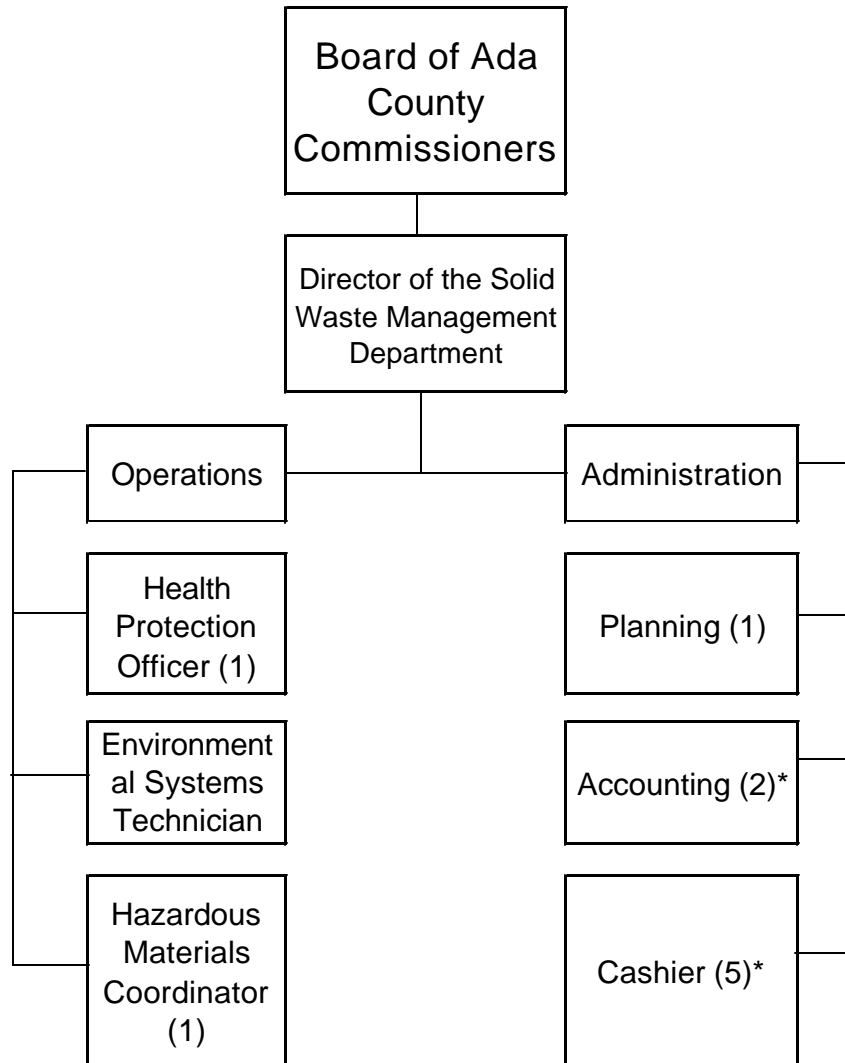 Board of Ada
County
Commissioners
Director of the Solid
Waste Management
Department
Operations
Administration
Health
Protection
Officer (1)
Planning (1)
Environment
al Systems
Technician
Accounting (2)*
Hazardous
Materials
Coordinator
(1)
Cashier (5)*